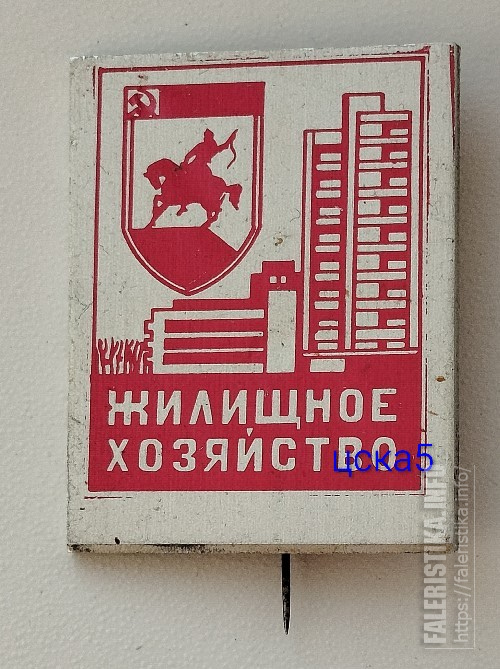 ЖИЛИЩНОЕ
ХОЗЯЙСТВО
цска5
FALERISTIKA.INFO
https://faleristika.info/